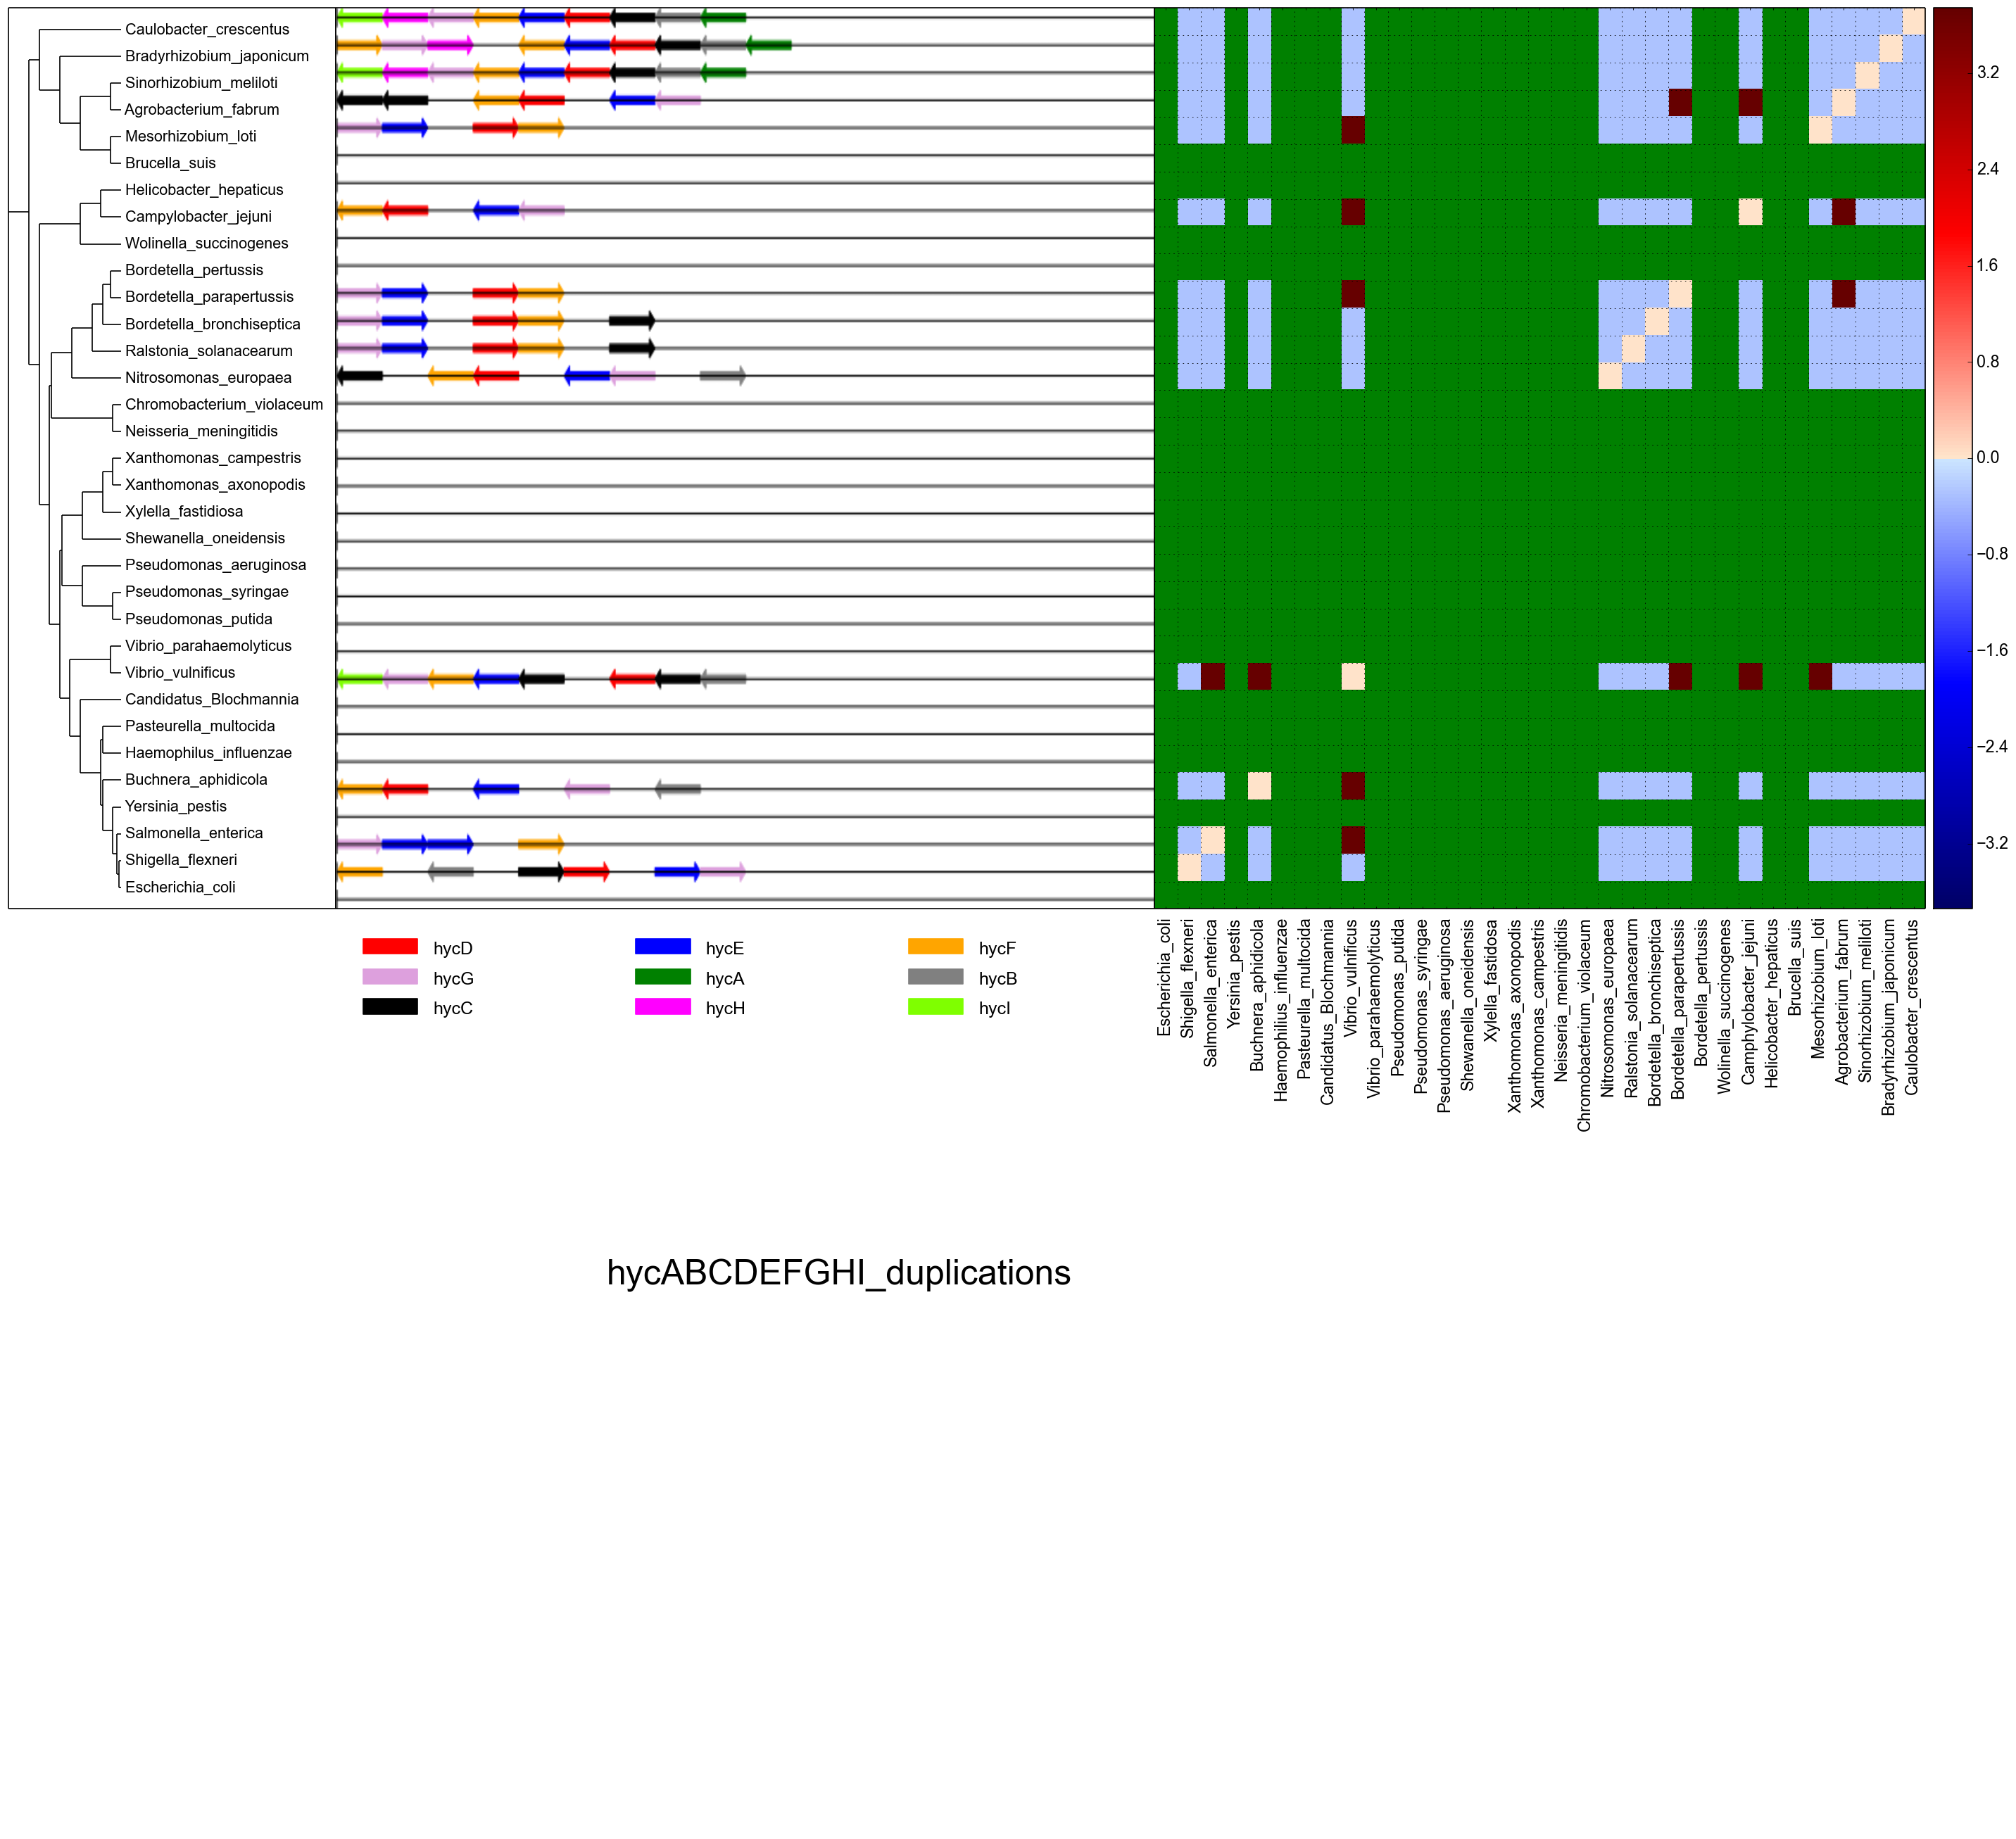 Caulobacter_crescentus
Bradyrhizobium_japonicum
Sinorhizobium_meliloti
Agrobacterium_fabrum
Mesorhizobium_loti
Brucella_suis
Helicobacter_hepaticus
Campylobacter_jejuni
Wolinella_succinogenes
Bordetella_pertussis
Bordetella_parapertussis
Bordetella_bronchiseptica
Ralstonia_solanacearum
Nitrosomonas_europaea
Chromobacterium_violaceum
Neisseria_meningitidis
Xanthomonas_campestris
Xanthomonas_axonopodis
Xylella_fastidiosa
Shewanella_oneidensis
Pseudomonas_aeruginosa
Pseudomonas_syringae
Pseudomonas_putida
Vibrio_parahaemolyticus
Vibrio_vulnificus
Candidatus_Blochmannia
Pasteurella_multocida
Haemophilus_influenzae
Buchnera_aphidicola
Yersinia_pestis
Salmonella_enterica
Shigella_flexneri
Escherichia_coli
3.2
2.4
1.6
0.8
0.0
−0.8
−1.6
−2.4
−3.2
Escherichia_coli
Shigella_flexneri
Salmonella_enterica
Yersinia_pestis
Buchnera_aphidicola
Haemophilus_influenzae
Pasteurella_multocida
Candidatus_Blochmannia
Vibrio_vulnificus
Vibrio_parahaemolyticus
Pseudomonas_putida
Pseudomonas_syringae
Pseudomonas_aeruginosa
Shewanella_oneidensis
Xylella_fastidiosa
Xanthomonas_axonopodis
Xanthomonas_campestris
Neisseria_meningitidis
Chromobacterium_violaceum
Nitrosomonas_europaea
Ralstonia_solanacearum
Bordetella_bronchiseptica
Bordetella_parapertussis
Bordetella_pertussis
Wolinella_succinogenes
Camphylobacter_jejuni
Helicobacter_hepaticus
Brucella_suis
Mesorhizobium_loti
Agrobacterium_fabrum
Sinorhizobium_meliloti
Bradyrhizobium_japonicum
Caulobacter_crescentus
hycD hycE hycF
hycG hycA hycB
hycC hycH hycI
hycABCDEFGHI_duplications